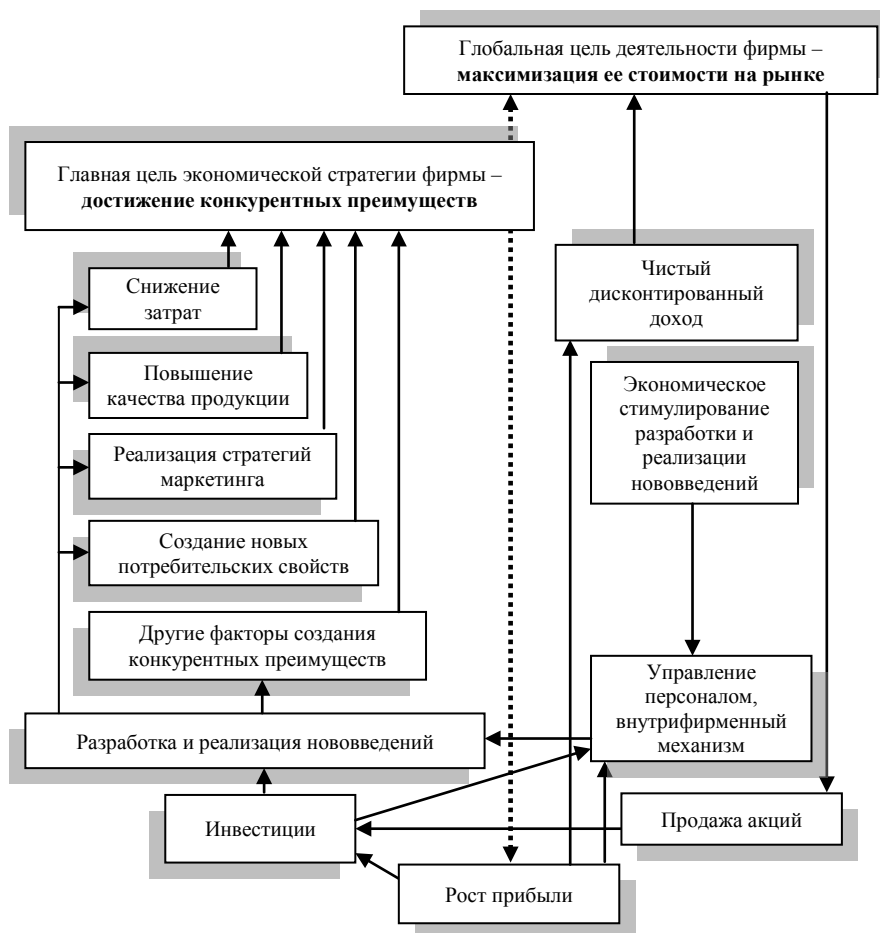 Глобальная цель деятельности фирмы –
максимизация ее стоимости на рынке
Главная цель экономической стратегии фирмы –
достижение конкурентных преимуществ
Снижение
затрат
Чистый
дисконтированный
доход
Повышение
качества продукции
Экономическое
стимулирование
разработки и
реализации
нововведений
Реализация стратегий
маркетинга
Создание новых
потребительских свойств
Другие факторы создания
конкурентных преимуществ
Управление
персоналом,
внутрифирменный
механизм
Разработка и реализация нововведений
Инвестиции
Продажа акций
Рост прибыли